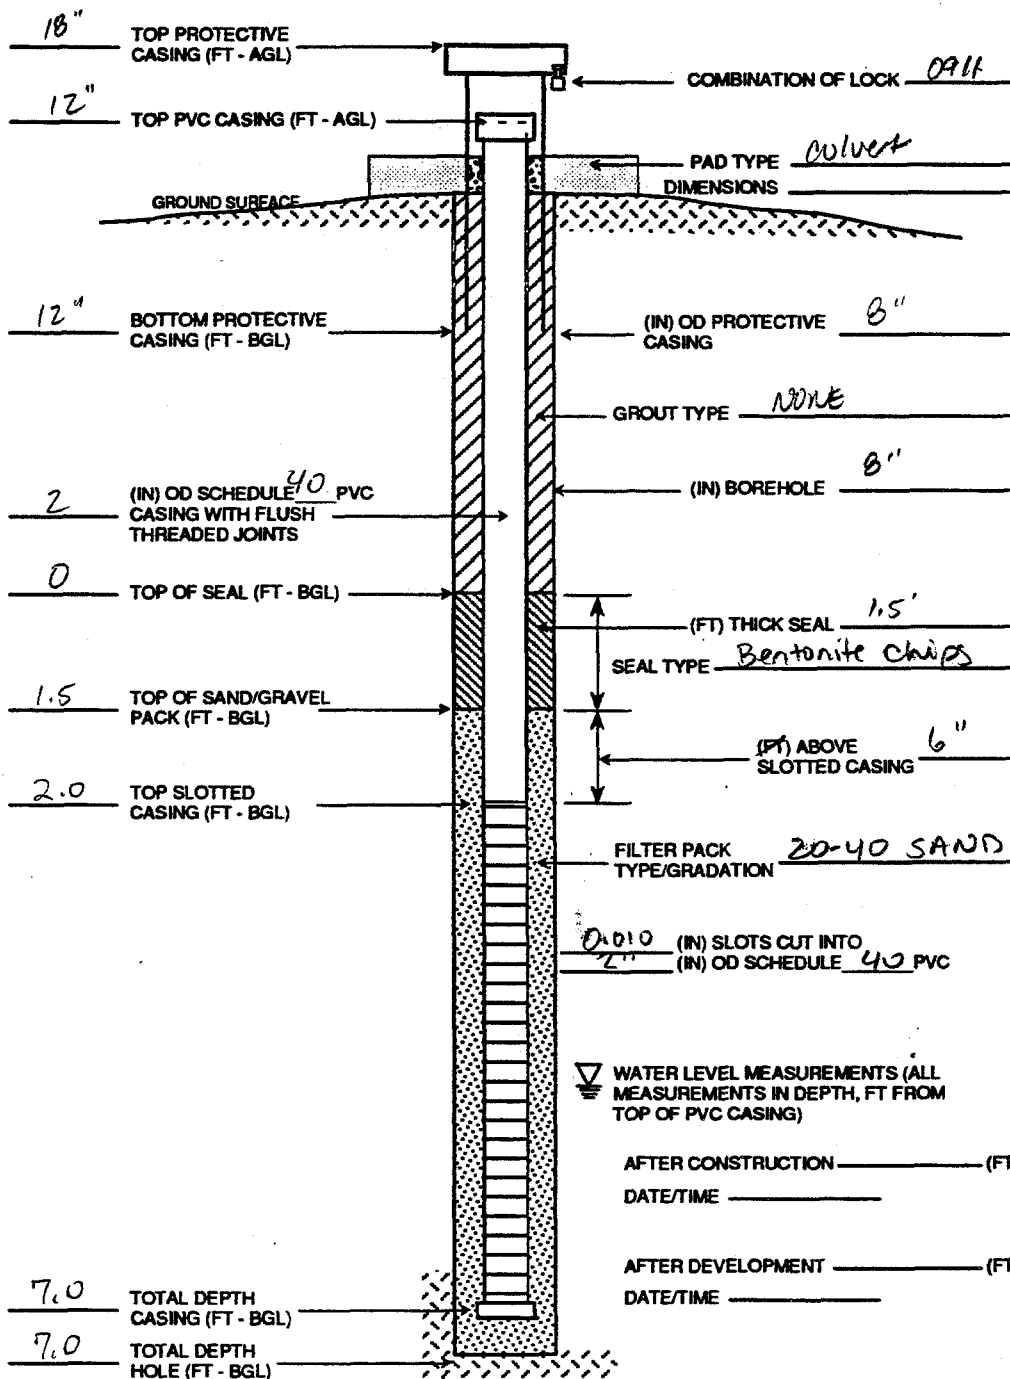 18" TOP PROTECTIVE
CASING (FT - AGL)
COMBINATION OF LOCK
12" TOP PVC CASING (FT - AGL)
PAD TYPE culvert
DIMENSIONS
GROUND SURFACE
12" BOTTOM PROTECTIVE
CASING (FT - BGL)
(IN) OD PROTECTIVE 8"
CASING
GROUT TYPE NONE
2 (IN) OD SCHEDULE 40 PVC
CASING WITH FLUSH
THREADED JOINTS
(IN) BOREHOLE 8"
0 TOP OF SEAL (FT - BGL)
(FT) THICK SEAL 1.5'
SEAL TYPE Bentonite Chips
1.5 TOP OF SAND/GRAVEL
PACK (FT - BGL)
(FT) ABOVE 6"
SLOTTED CASING
2.0 TOP SLOTTED
CASING (FT - BGL)
FILTER PACK 20-40 SAND
TYPE/GRADATION
0.010 (IN) SLOTS CUT INTO
2" (IN) OD SCHEDULE 40 PVC
WATER LEVEL MEASUREMENTS (ALL
MEASUREMENTS IN DEPTH, FT FROM
TOP OF PVC CASING)
AFTER CONSTRUCTION (FT
DATE/TIME
AFTER DEVELOPMENT (FT
DATE/TIME
7.0 TOTAL DEPTH
CASING (FT - BGL)
7.0 TOTAL DEPTH
HOLE (FT - BGL)